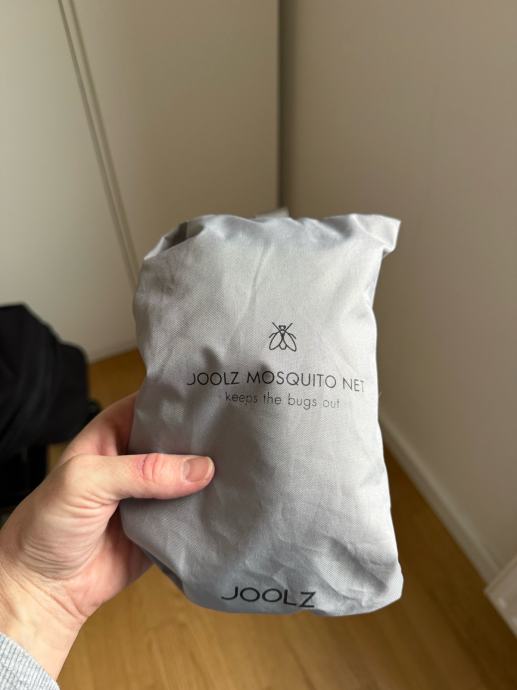 JOOLZ MOSQUITO NET
keeps the bugs out
JOOLZ